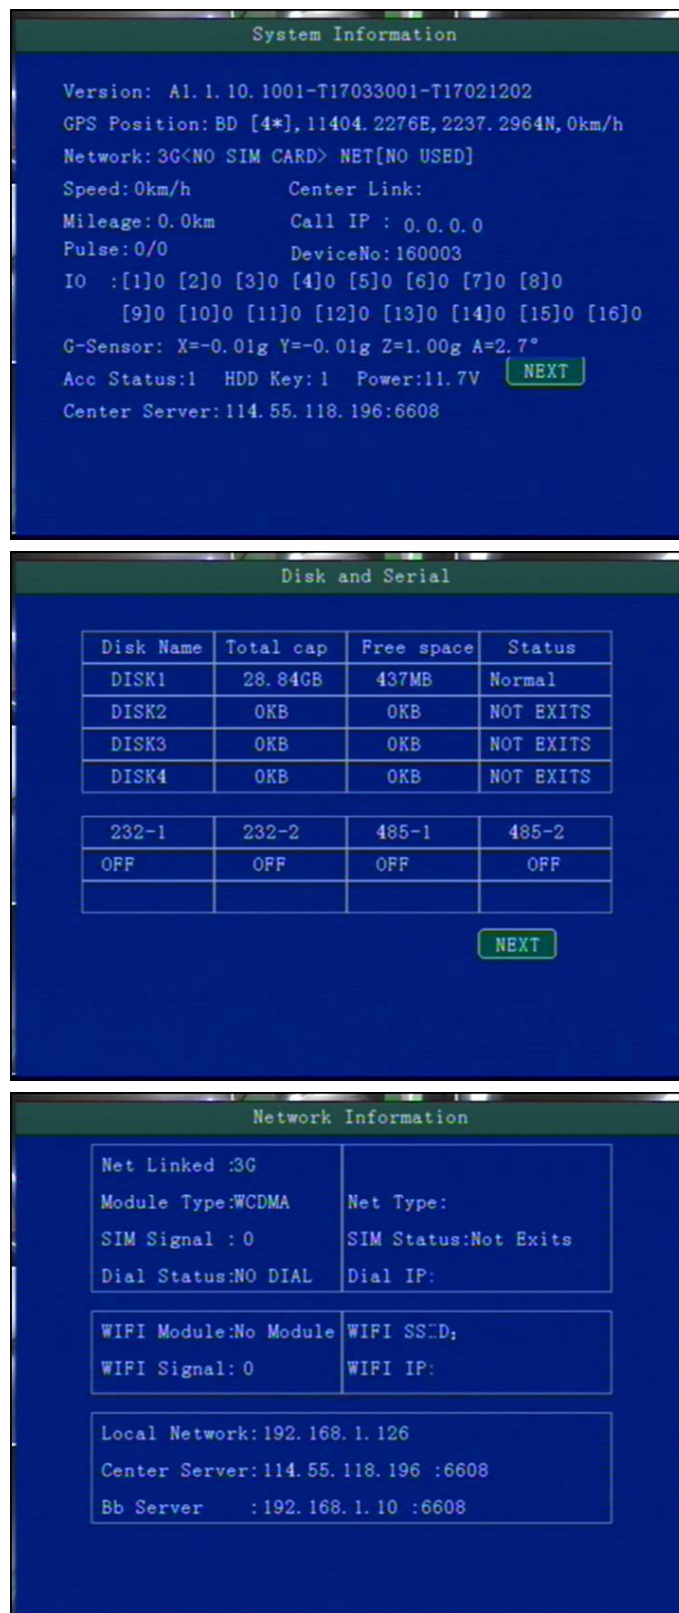 System Information
Version: A1.1.10.1001-T17033001-T17021202
GPS Position:BD [4*],11404.2276E,2237.2964N,0km/h
Network:3G<NO SIM CARD> NET[NO USED]
Speed:0km/h Center Link:
Mileage:0.0km Call IP : 0.0.0.0
Pulse:0/0 DeviceNo:160003
IO :[1]0 [2]0 [3]0 [4]0 [5]0 [6]0 [7]0 [8]0
[9]0 [10]0 [11]0 [12]0 [13]0 [14]0 [15]0 [16]0
G-Sensor: X=-0.01g Y=-0.01g Z=1.00g A=2.7°
Acc Status:1 HDD Key:1 Power:11.7V NEXT
Center Server:114.55.118.196:6608
Disk and Serial
Disk Name Total cap Free space Status
DISK1 28.84GB 437MB Normal
DISK2 0KB 0KB NOT EXITS
DISK3 0KB 0KB NOT EXITS
DISK4 0KB 0KB NOT EXITS
232-1 232-2 485-1 485-2
OFF OFF OFF OFF
NEXT
Network Information
Net Linked :3G
Module Type:WCDMA Net Type:
SIM Signal : 0 SIM Status:Not Exits
Dial Status:NO DIAL Dial IP:
WIFI Module:No Module WIFI SSID:
WIFI Signal: 0 WIFI IP:
Local Network:192.168.1.126
Center Server:114.55.118.196 :6608
Bb Server :192.168.1.10 :6608